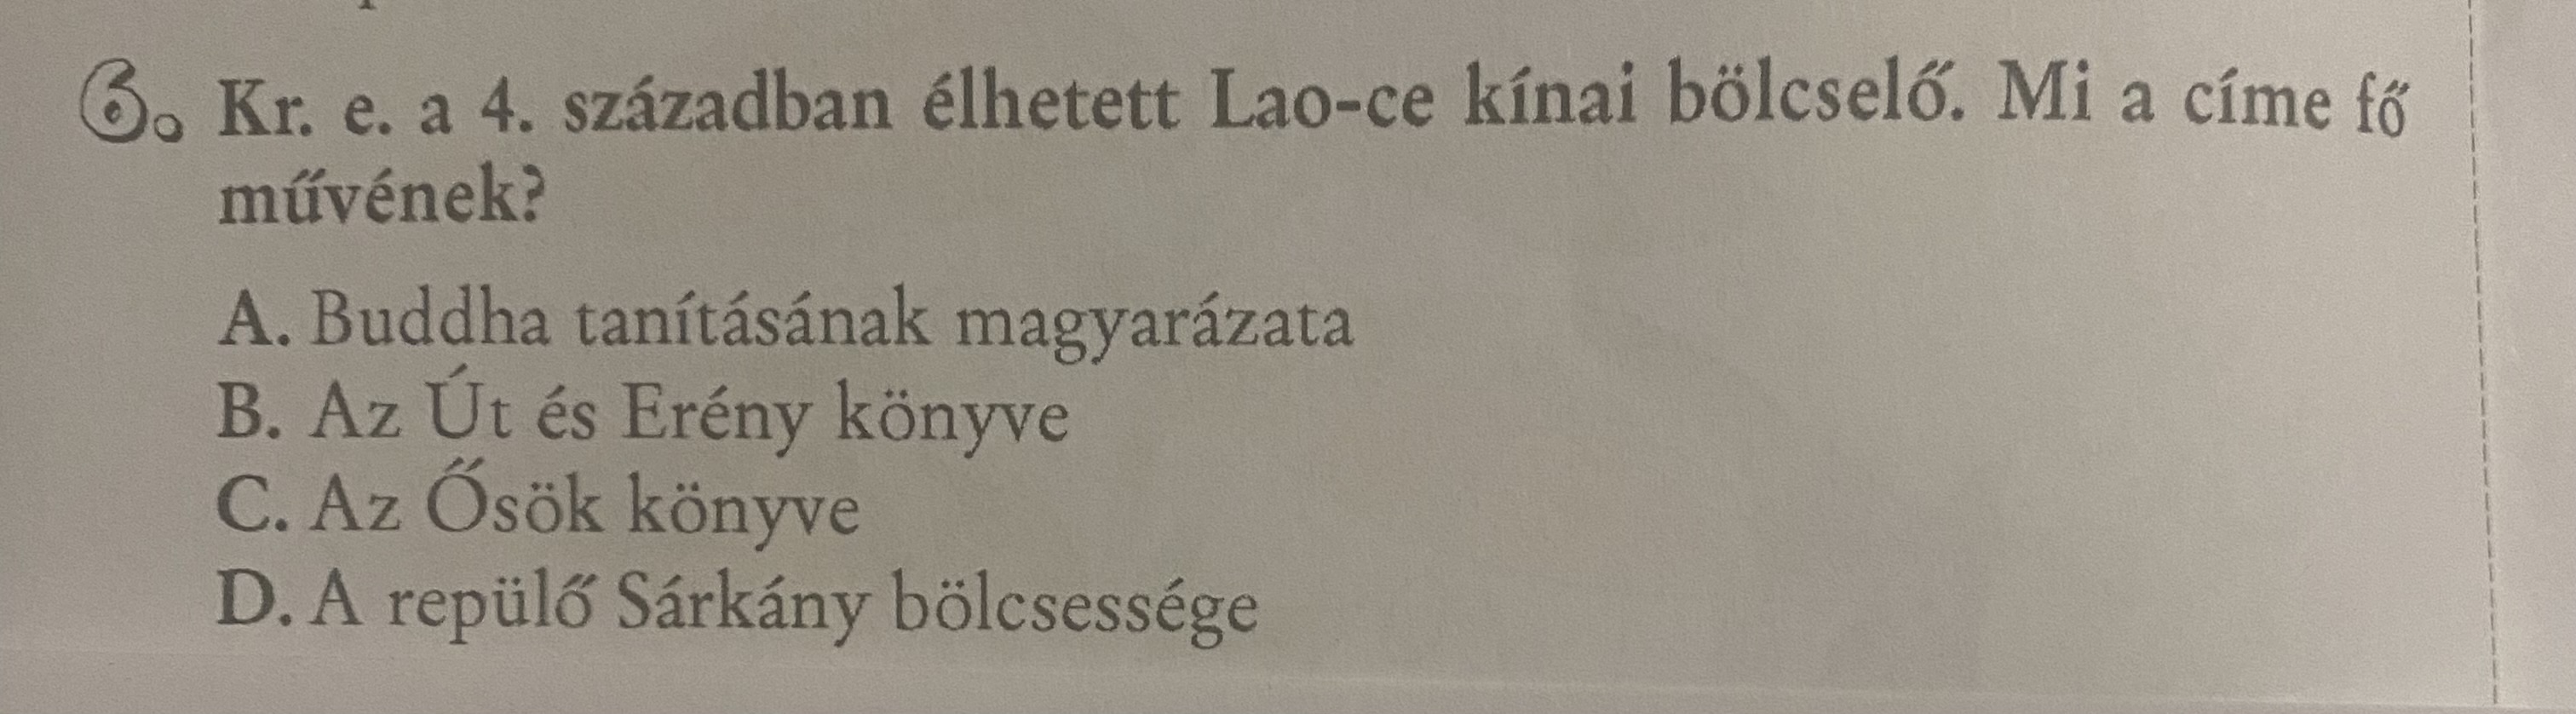 6. Kr. e. a 4. században élhetett Lao-ce kínai bölcselő. Mi a címe fő
művének?
A. Buddha tanításának magyarázata
B. Az Út és Erény könyve
C. Az Ősök könyve
D. A repülő Sárkány bölcsessége